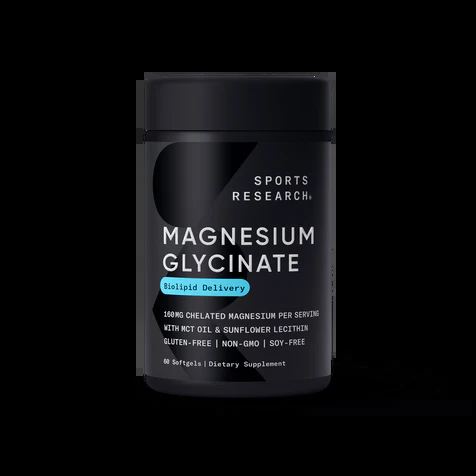 SPORTS
RESEARCH®
MAGNESIUM
GLYCINATE
Biolipid Delivery
160MG CHELATED MAGNESIUM PER SERVING
WITH MCT OIL & SUNFLOWER LECITHIN
GLUTEN-FREE | NON-GMO | SOY-FREE
60 Softgels | Dietary Supplement